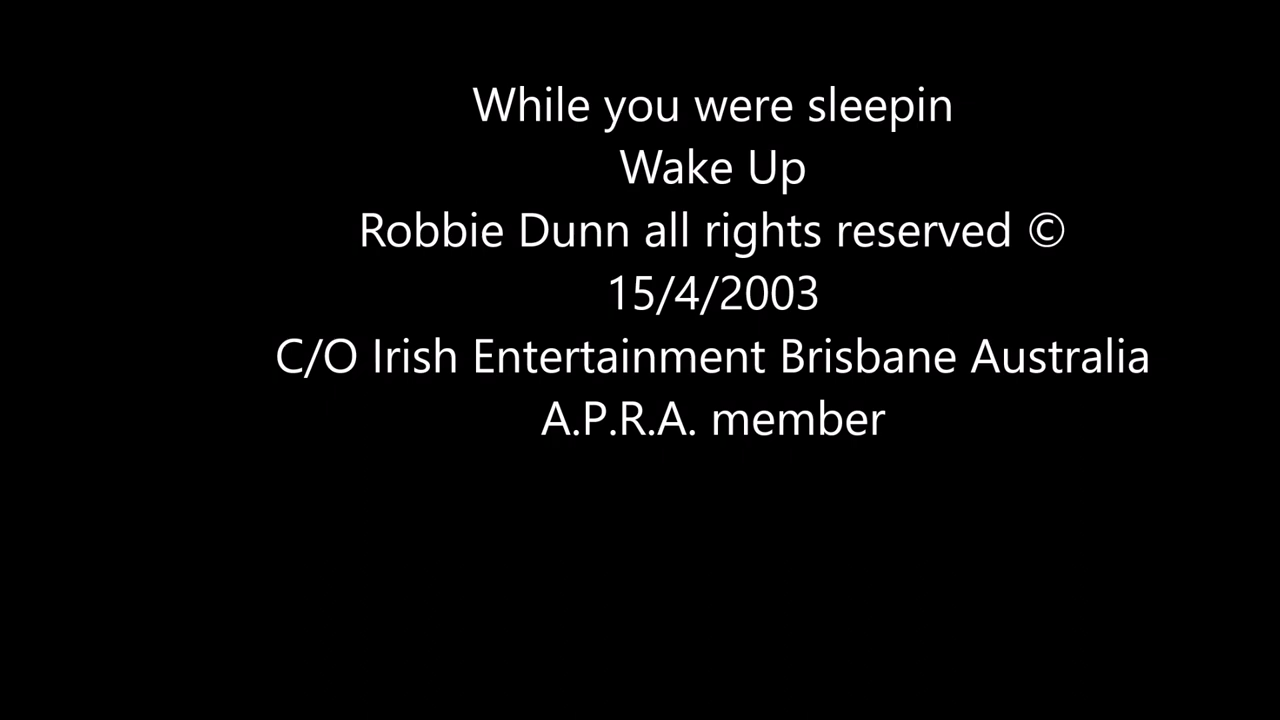 While you were sleepin
Wake Up
Robbie Dunn all rights reserved ©
15/4/2003
C/O Irish Entertainment Brisbane Australia
A.P.R.A. member